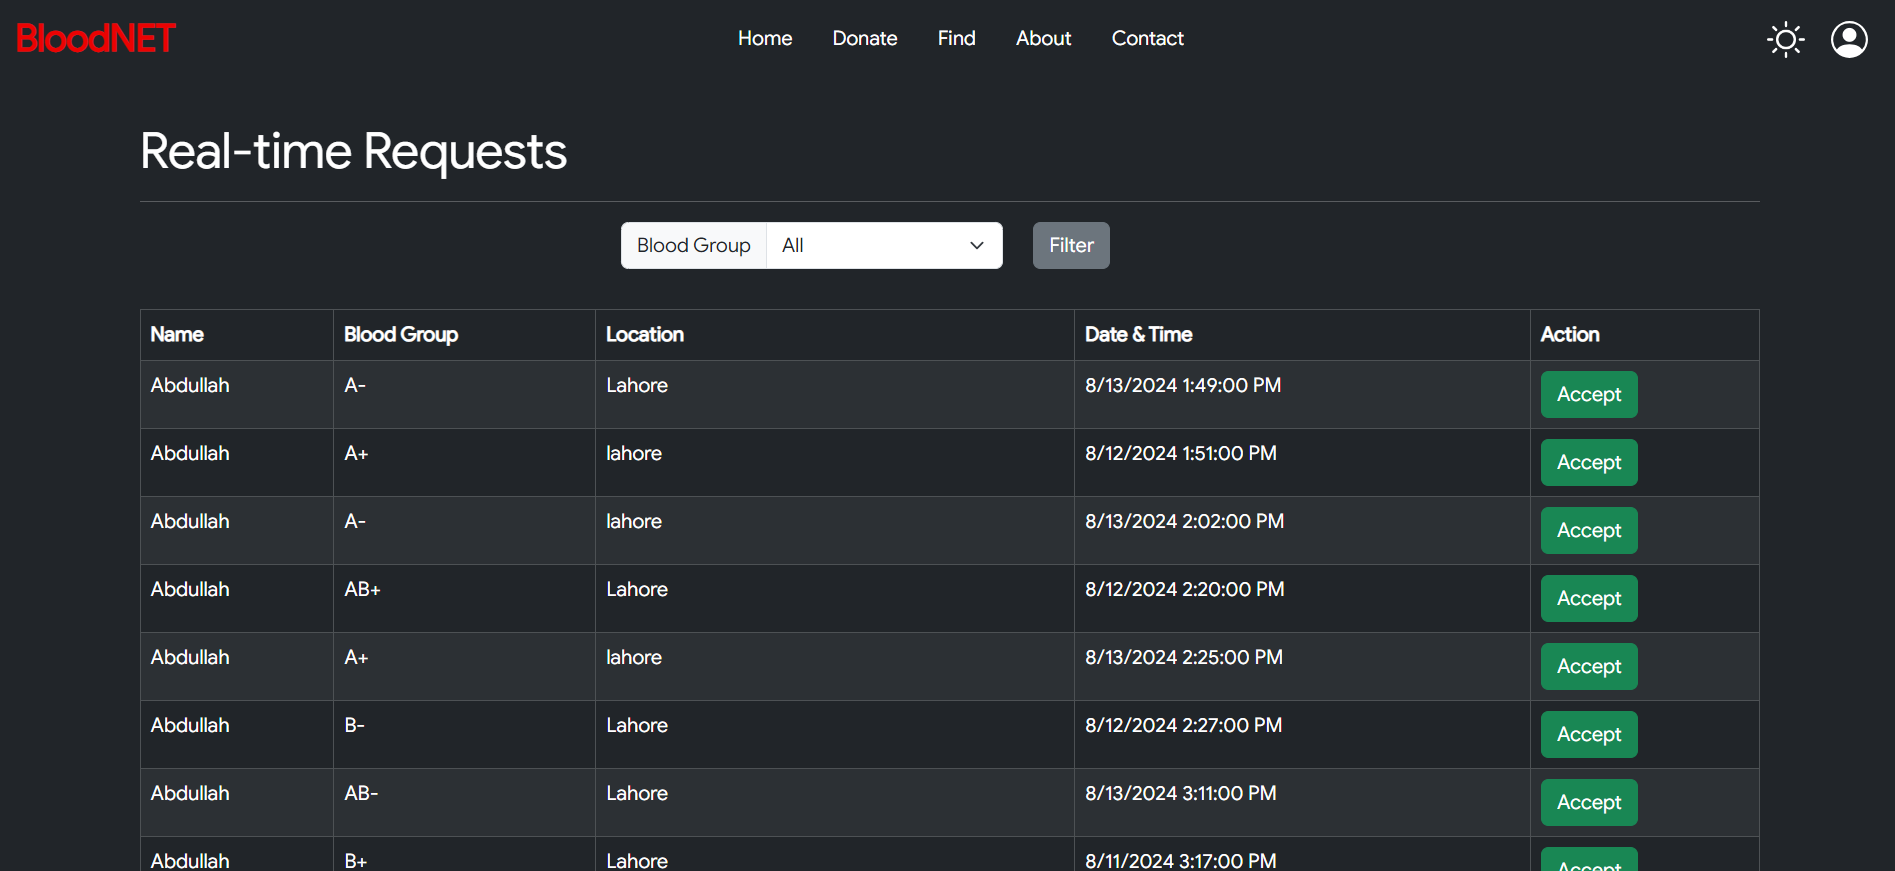 BloodNET Home Donate Find About Contact
Real-time Requests
Blood Group All Filter
Name Blood Group Location Date & Time Action
Abdullah A- Lahore 8/13/2024 1:49:00 PM Accept
Abdullah A+ lahore 8/12/2024 1:51:00 PM Accept
Abdullah A- lahore 8/13/2024 2:02:00 PM Accept
Abdullah AB+ Lahore 8/12/2024 2:20:00 PM Accept
Abdullah A+ lahore 8/13/2024 2:25:00 PM Accept
Abdullah B- Lahore 8/12/2024 2:27:00 PM Accept
Abdullah AB- Lahore 8/13/2024 3:11:00 PM Accept
Abdullah B+ Lahore 8/11/2024 3:17:00 PM Accept